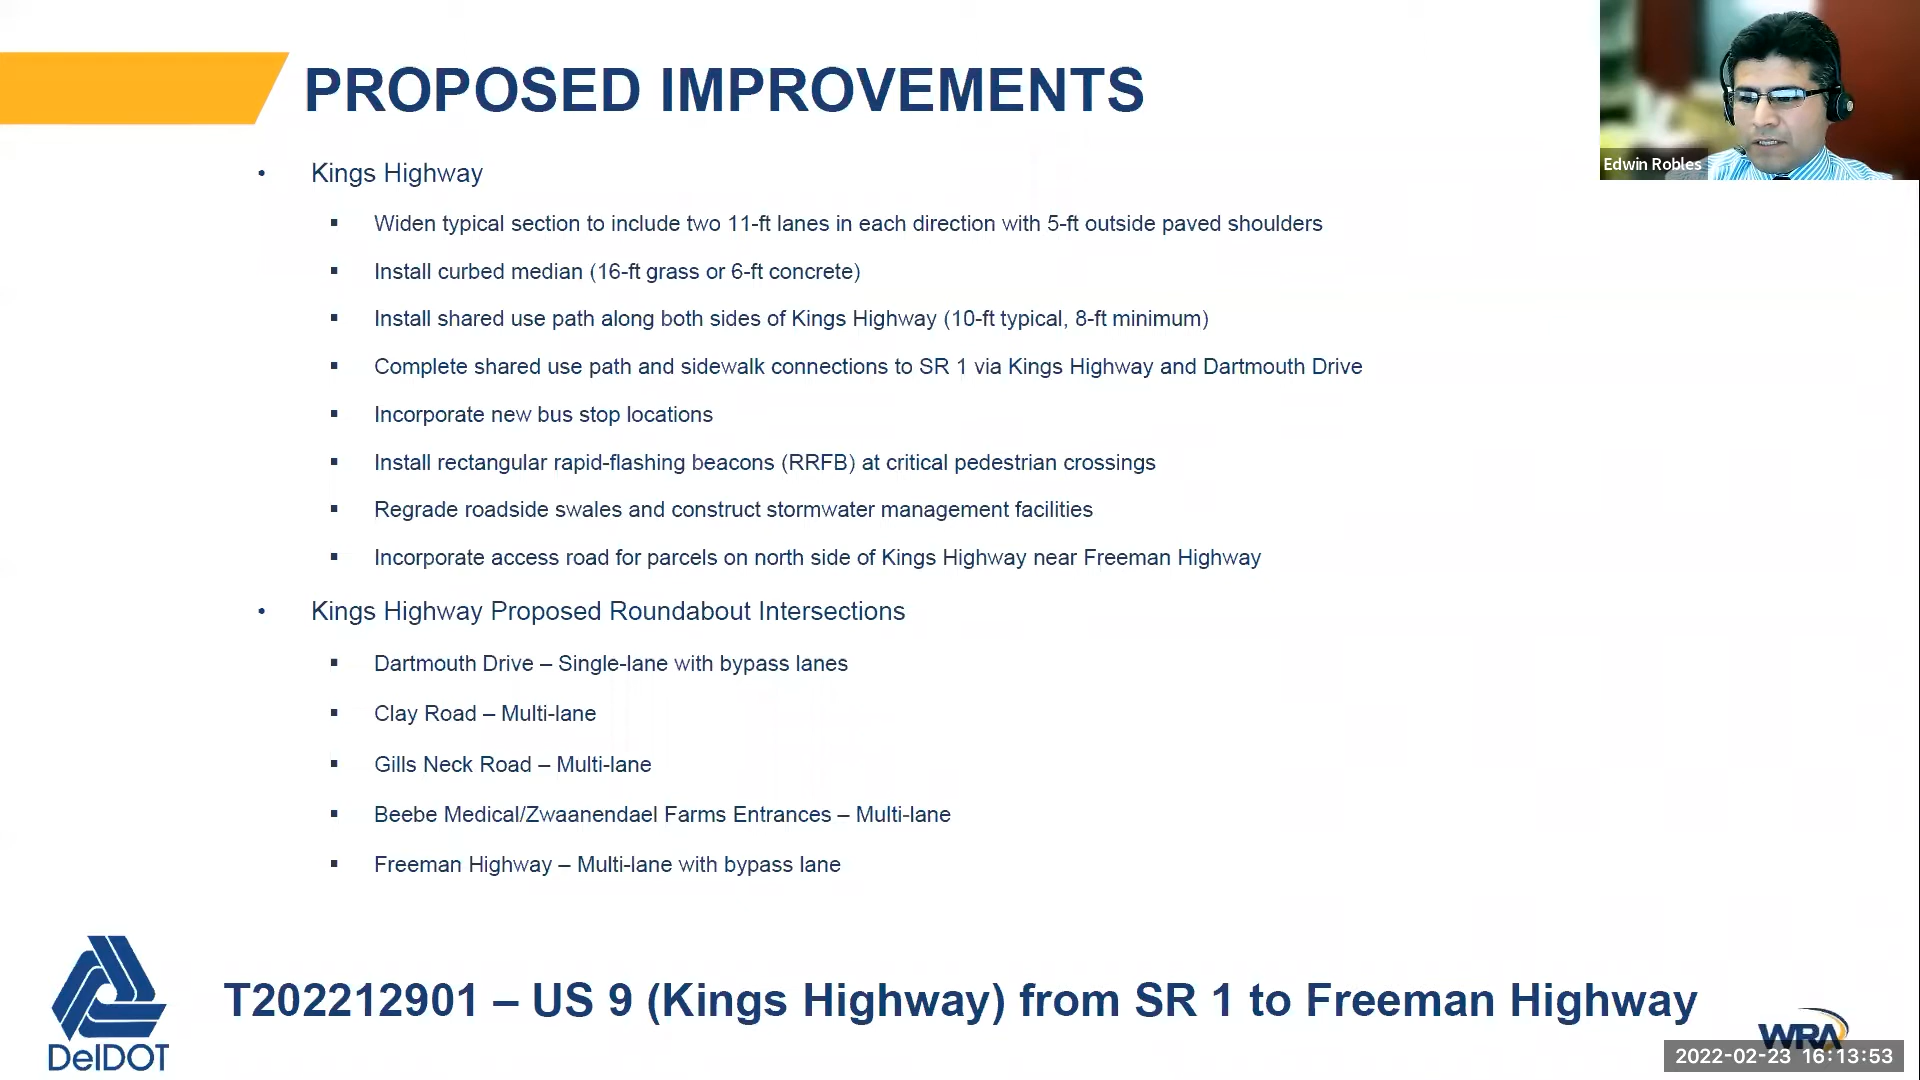 PROPOSED IMPROVEMENTS
Edwin Robles
• Kings Highway
▪ Widen typical section to include two 11-ft lanes in each direction with 5-ft outside paved shoulders
▪ Install curbed median (16-ft grass or 6-ft concrete)
▪ Install shared use path along both sides of Kings Highway (10-ft typical, 8-ft minimum)
▪ Complete shared use path and sidewalk connections to SR 1 via Kings Highway and Dartmouth Drive
▪ Incorporate new bus stop locations
▪ Install rectangular rapid-flashing beacons (RRFB) at critical pedestrian crossings
▪ Regrade roadside swales and construct stormwater management facilities
▪ Incorporate access road for parcels on north side of Kings Highway near Freeman Highway
• Kings Highway Proposed Roundabout Intersections
▪ Dartmouth Drive – Single-lane with bypass lanes
▪ Clay Road – Multi-lane
▪ Gills Neck Road – Multi-lane
▪ Beebe Medical/Zwaanendael Farms Entrances – Multi-lane
▪ Freeman Highway – Multi-lane with bypass lane
T202212901 – US 9 (Kings Highway) from SR 1 to Freeman Highway
DelDOT
WRA
2022-02-23 16:13:53